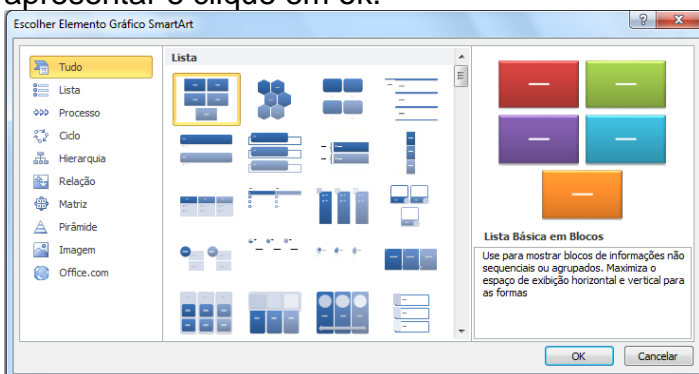 apresentar e clique em ok.
Escolher Elemento Gráfico SmartArt
Tudo
Lista
Processo
Ciclo
Hierarquia
Relação
Matriz
Pirâmide
Imagem
Office.com
Lista
Lista Básica em Blocos
Use para mostrar blocos de informações não
sequenciais ou agrupados. Maximiza o
espaço de exibição horizontal e vertical para
as formas
OK
Cancelar